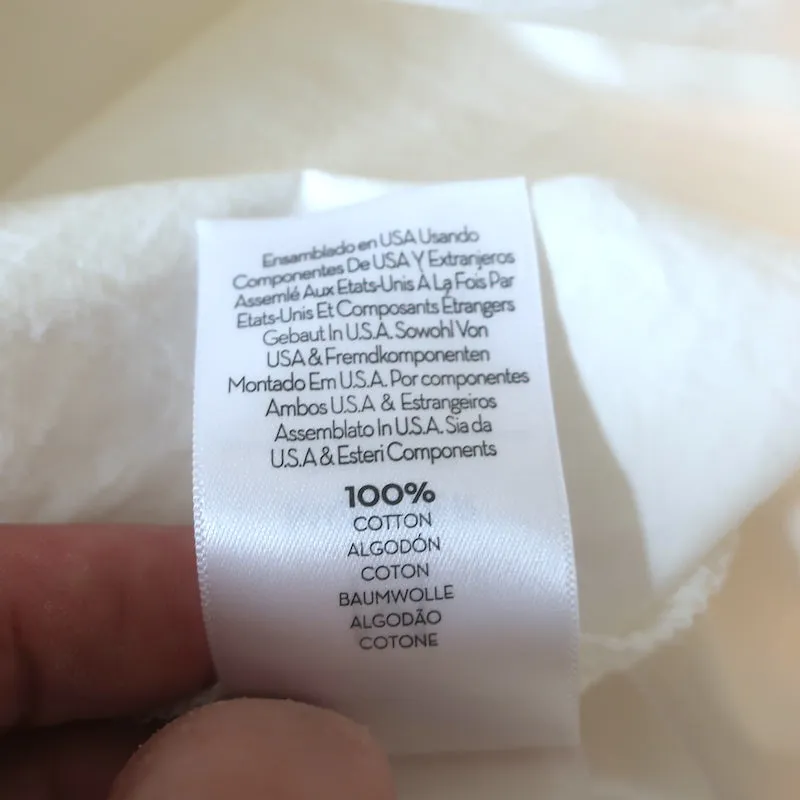 Ensamblado en USA Usando
Componentes De USA Y Extranjeros
Assemlé Aux Etats-Unis À La Fois Par
Etats-Unis Et Composants Étrangers
Gebaut In U.S.A. Sowohl Von
USA & Fremdkomponenten
Montado Em U.S.A. Por componentes
Ambos U.S.A & Estrangeiros
Assemblato In U.S.A. Sia da
U.S.A & Esteri Components
100%
COTTON
ALGODÓN
COTON
BAUMWOLLE
ALGODÃO
COTONE